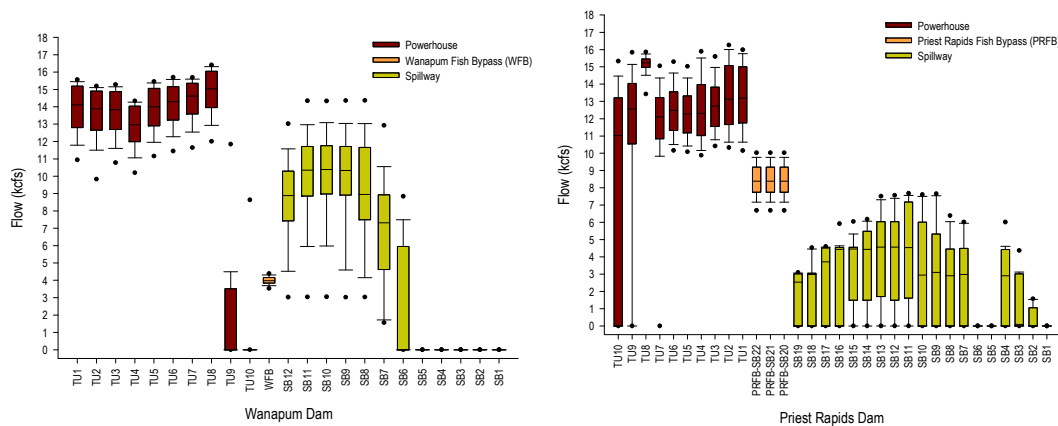 Powerhouse
Wanapum Fish Bypass (WFB)
Spillway
Flow (kcfs)
18
17
16
15
14
13
12
11
10
9
8
7
6
5
4
3
2
1
0
TU1
TU2
TU3
TU4
TU5
TU6
TU7
TU8
TU9
TU10
WFB
SB12
SB11
SB10
SB9
SB8
SB7
SB6
SB5
SB4
SB3
SB2
SB1
Wanapum Dam
Powerhouse
Priest Rapids Fish Bypass (PRFB)
Spillway
Flow (kcfs)
18
17
16
15
14
13
12
11
10
9
8
7
6
5
4
3
2
1
0
TU10
TU9
TU8
TU7
TU6
TU5
TU4
TU3
TU2
TU1
PRFB-SB22
PRFB-SB21
PRFB-SB20
SB19
SB18
SB17
SB16
SB15
SB14
SB13
SB12
SB11
SB10
SB9
SB8
SB7
SB6
SB5
SB4
SB3
SB2
SB1
Priest Rapids Dam